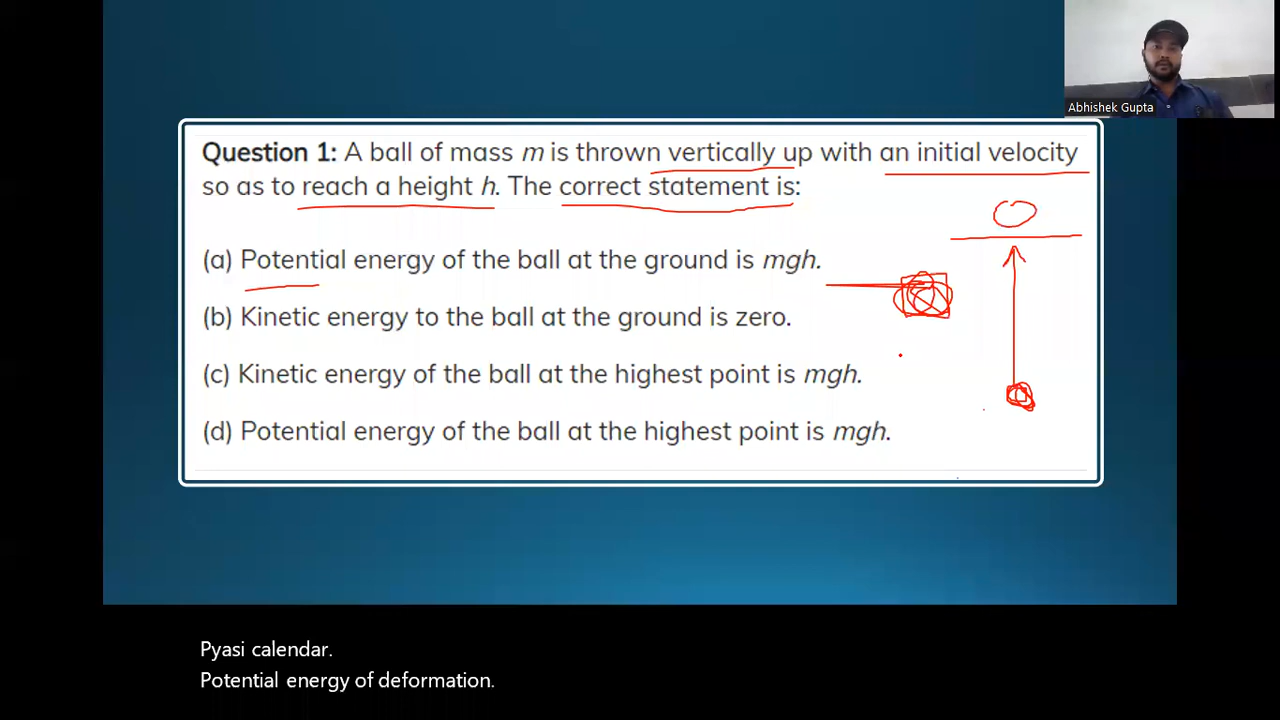 Abhishek Gupta
Question 1: A ball of mass m is thrown vertically up with an initial velocity
so as to reach a height h. The correct statement is:
(a) Potential energy of the ball at the ground is mgh.
(b) Kinetic energy to the ball at the ground is zero.
(c) Kinetic energy of the ball at the highest point is mgh.
(d) Potential energy of the ball at the highest point is mgh.
Pyasi calendar.
Potential energy of deformation.